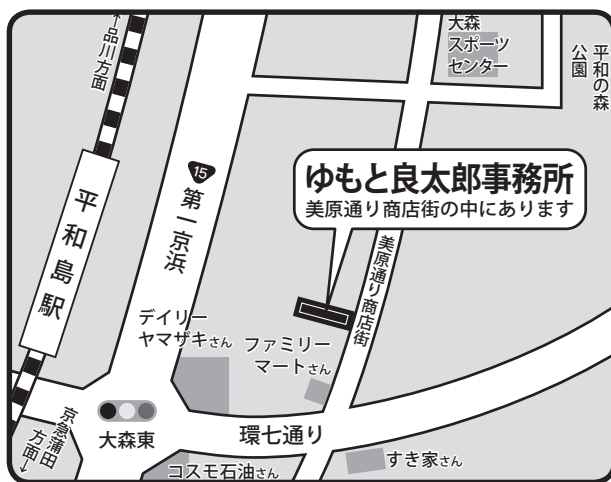 ←品川方面
大森
スポーツ
センター
平和の森
公園
15
第一京浜
平和島駅
ゆもと良太郎事務所
美原通り商店街の中にあります
美原通り商店街
デイリー
ヤマザキさん
ファミリー
マートさん
京急蒲田
方面→
大森東
環七通り
コスモ石油さん
すき家さん